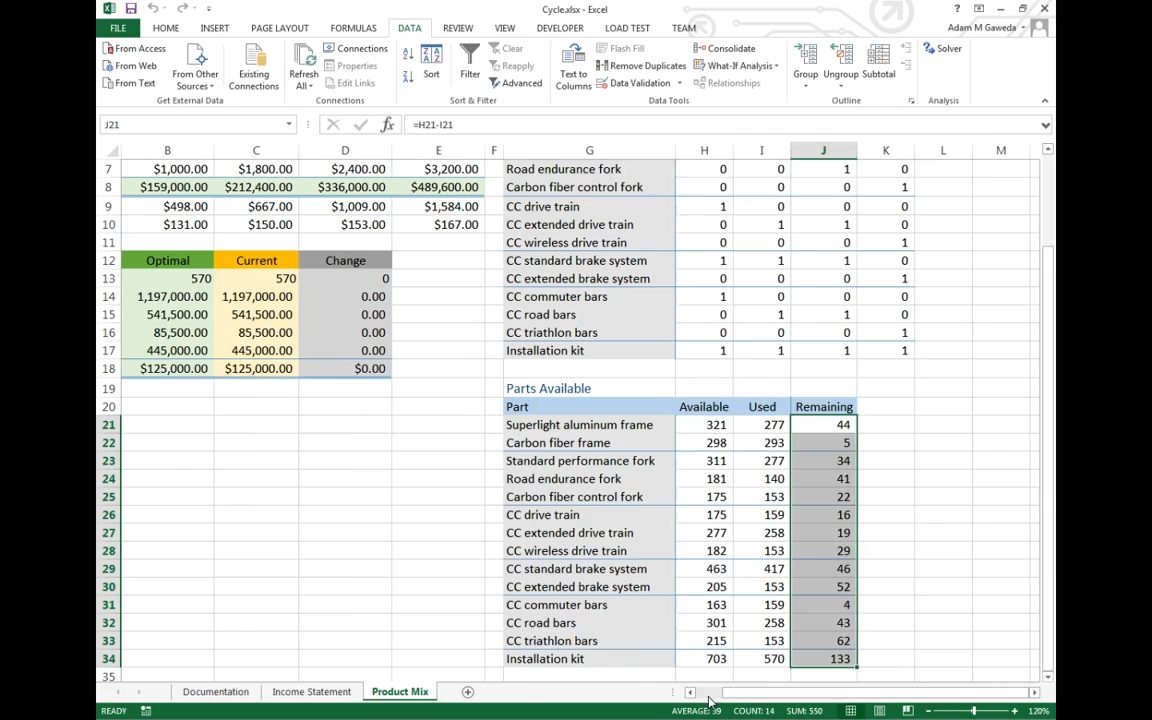 Cycle.xlsx - Excel
FILE HOME INSERT PAGE LAYOUT FORMULAS DATA REVIEW VIEW DEVELOPER LOAD TEST TEAM Adam M Gaweda
From Access
From Web
From Text
From Other Sources
Existing Connections
Get External Data
Refresh All
Connections
Properties
Edit Links
Connections
Sort
Filter
Clear
Reapply
Advanced
Sort & Filter
Text to Columns
Flash Fill
Remove Duplicates
Data Validation
Consolidate
What-If Analysis
Relationships
Data Tools
Group
Ungroup
Subtotal
Outline
Solver
Analysis
J21 fx =H21-I21
B C D E F G H I J K L M
7 $1,000.00 $1,800.00 $2,400.00 $3,200.00 Road endurance fork 0 0 1 0
8 $159,000.00 $212,400.00 $336,000.00 $489,600.00 Carbon fiber control fork 0 0 0 1
9 $498.00 $667.00 $1,009.00 $1,584.00 CC drive train 1 0 0 0
10 $131.00 $150.00 $153.00 $167.00 CC extended drive train 0 1 1 0
11 CC wireless drive train 0 0 0 1
12 Optimal Current Change CC standard brake system 1 1 1 0
13 570 570 0 CC extended brake system 0 0 0 1
14 1,197,000.00 1,197,000.00 0.00 CC commuter bars 1 0 0 0
15 541,500.00 541,500.00 0.00 CC road bars 0 1 1 0
16 85,500.00 85,500.00 0.00 CC triathlon bars 0 0 0 1
17 445,000.00 445,000.00 0.00 Installation kit 1 1 1 1
18 $125,000.00 $125,000.00 $0.00
19 Parts Available
20 Part Available Used Remaining
21 Superlight aluminum frame 321 277 44
22 Carbon fiber frame 298 293 5
23 Standard performance fork 311 277 34
24 Road endurance fork 181 140 41
25 Carbon fiber control fork 175 153 22
26 CC drive train 175 159 16
27 CC extended drive train 277 258 19
28 CC wireless drive train 182 153 29
29 CC standard brake system 463 417 46
30 CC extended brake system 205 153 52
31 CC commuter bars 163 159 4
32 CC road bars 301 258 43
33 CC triathlon bars 215 153 62
34 Installation kit 703 570 133
35
Documentation Income Statement Product Mix
READY AVERAGE: 39 COUNT: 14 SUM: 550 120%